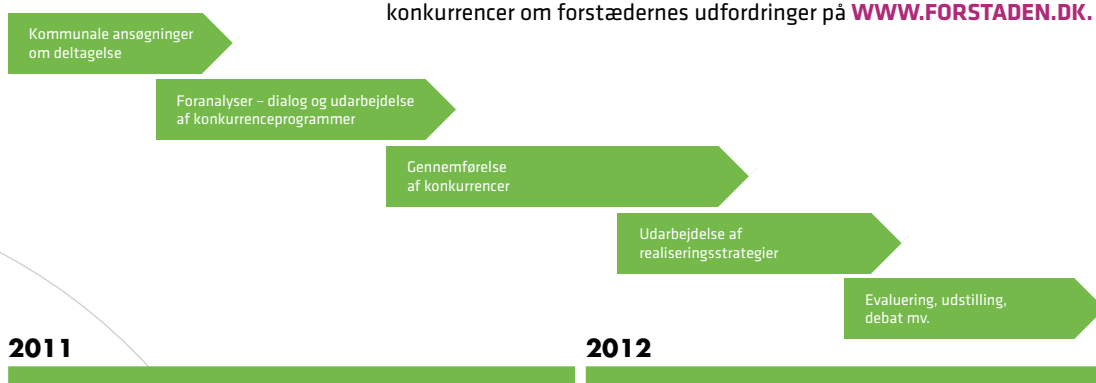 konkurrencer om forstædernes udfordringer på WWW.FORSTADEN.DK.
Kommunale ansøgninger
om deltagelse
Foranalyser – dialog og udarbejdelse
af konkurrenceprogrammer
Gennemførelse
af konkurrencer
Udarbejdelse af
realiseringsstrategier
Evaluering, udstilling,
debat mv.
2011
2012